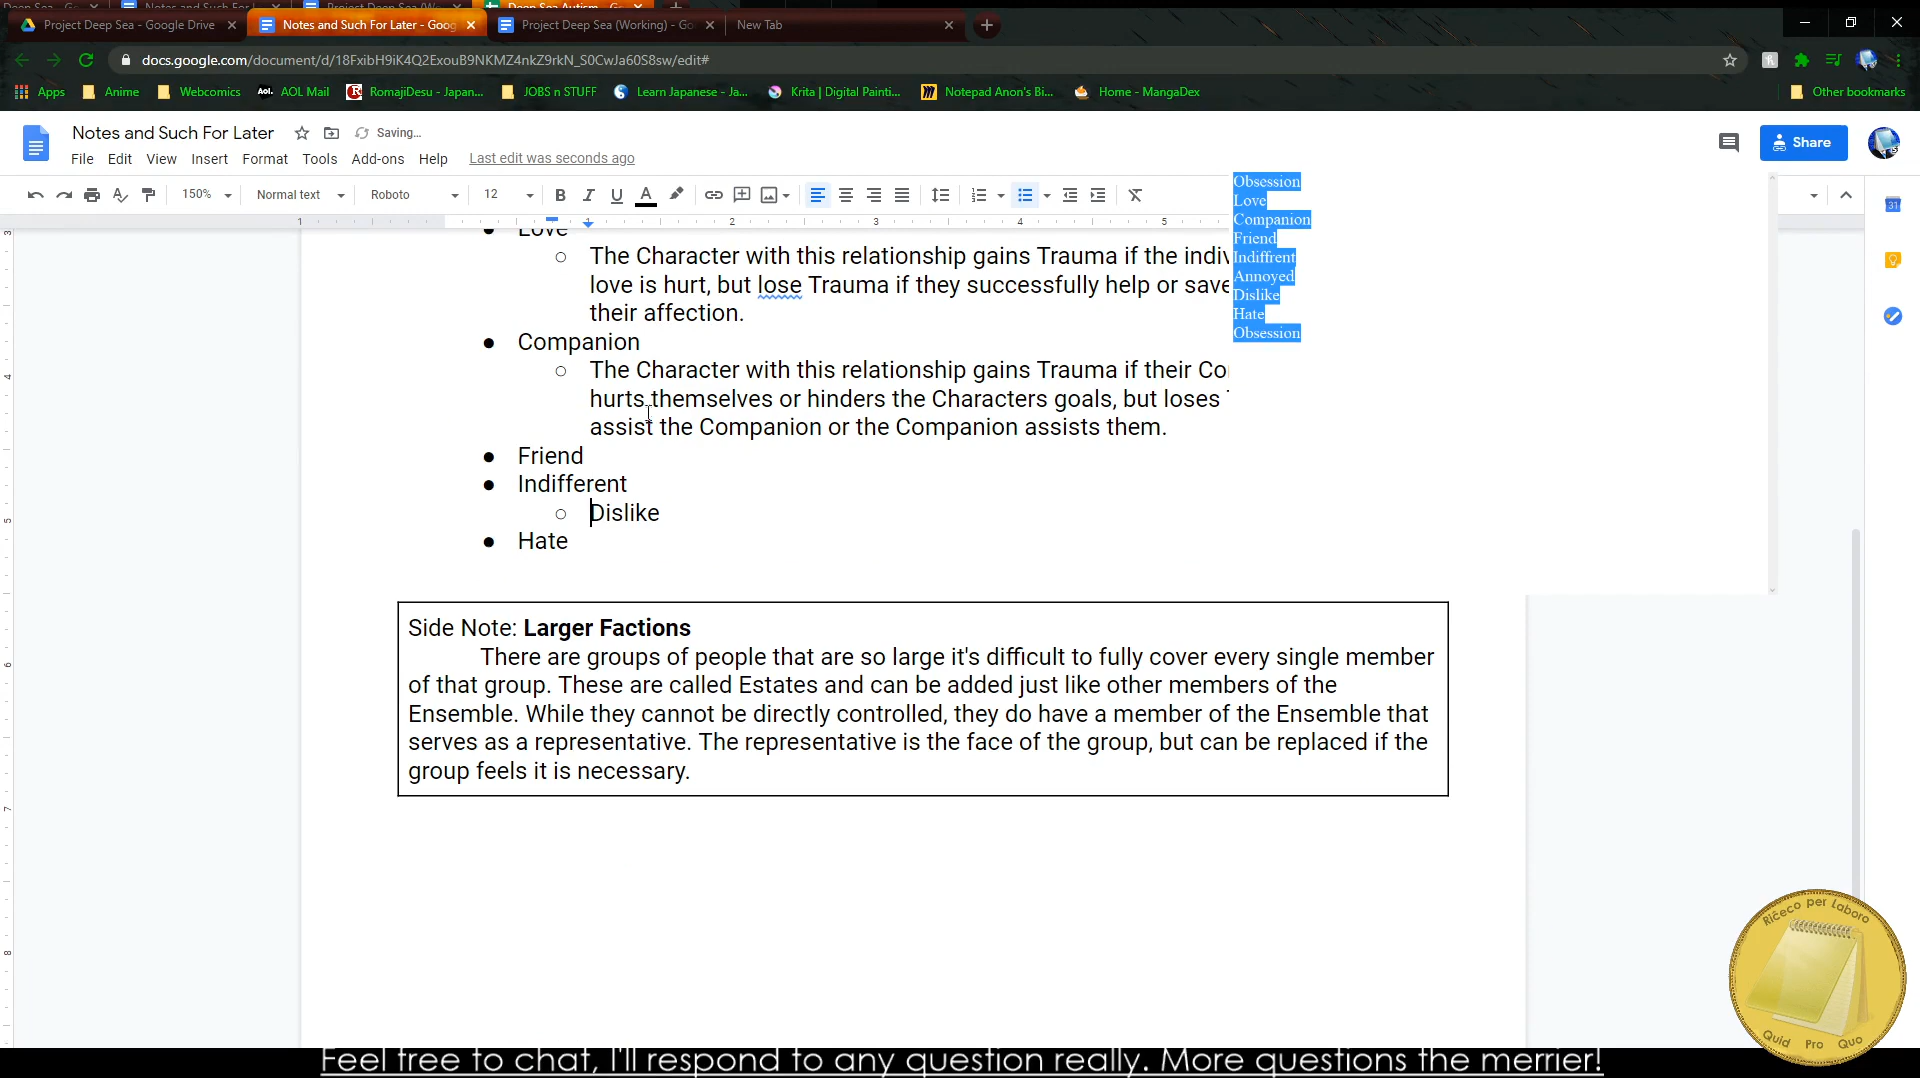 Project Deep Sea - Google Drive
Notes and Such For Later - Goog
Project Deep Sea (Working) - Go
New Tab
docs.google.com/document/d/18FxibH9iK4Q2ExouB9NKMZ4nkZ9rkN_S0CwJa60S8sw/edit#
Apps
Anime
Webcomics
Aol.
AOL Mail
RomajiDesu - Japan...
JOBS n STUFF
Learn Japanese - Ja...
Krita | Digital Painti...
Notepad Anon's Bi...
Home - MangaDex
Other bookmarks
Notes and Such For Later
Saving...
Share
File Edit View Insert Format Tools Add-ons Help
Last edit was seconds ago
150% Normal text Roboto 12
31
1 1 2 3 4 5
Obsession
Love
Companion
Friend
Indiffrent
Annoyed
Dislike
Hate
Obsession
Love
The Character with this relationship gains Trauma if the indiv
love is hurt, but lose Trauma if they successfully help or save
their affection.
Companion
The Character with this relationship gains Trauma if their Co
hurts themselves or hinders the Characters goals, but loses
assist the Companion or the Companion assists them.
Friend
Indifferent
Dislike
Hate
Side Note: Larger Factions
There are groups of people that are so large it's difficult to fully cover every single member
of that group. These are called Estates and can be added just like other members of the
Ensemble. While they cannot be directly controlled, they do have a member of the Ensemble that
serves as a representative. The representative is the face of the group, but can be replaced if the
group feels it is necessary.
Riĉeco per Laboro
Quid Pro Quo
Feel free to chat, I'll respond to any question really. More questions the merrier!